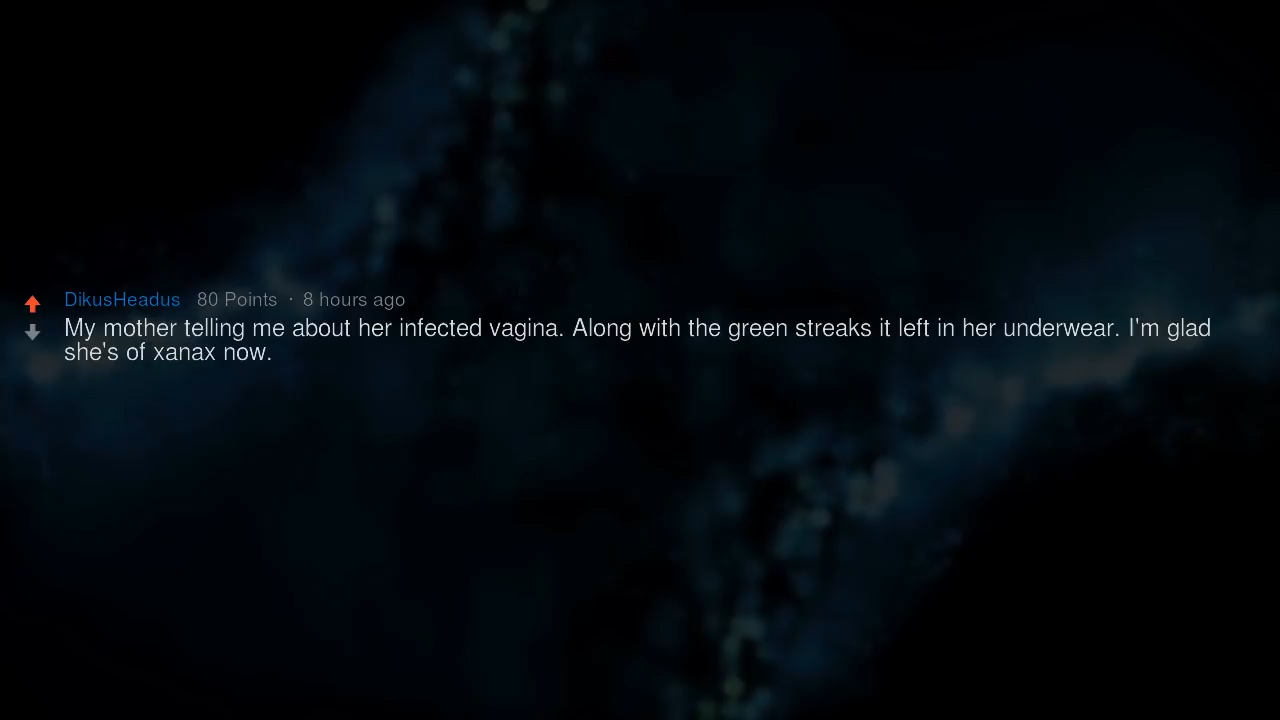 DikusHeadus 80 Points · 8 hours ago
My mother telling me about her infected vagina. Along with the green streaks it left in her underwear. I'm glad
she's of xanax now.